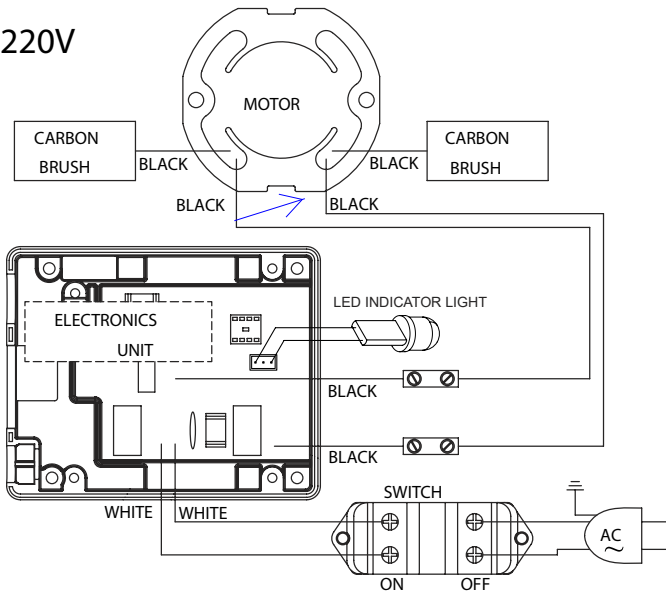 220V
MOTOR
CARBON
BRUSH
BLACK
BLACK
CARBON
BRUSH
BLACK
BLACK
ELECTRONICS
UNIT
LED INDICATOR LIGHT
BLACK
BLACK
WHITE
WHITE
SWITCH
AC
~
ON
OFF